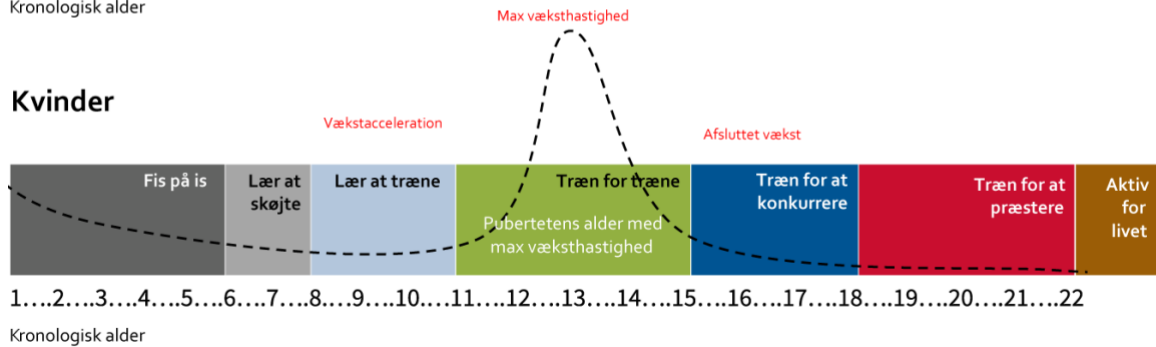 Kronologisk alder
Max væksthastighed
Kvinder
Vækstacceleration
Afsluttet vækst
Fis på is
Lær at
skøjte
Lær at træne
Træn for træne
Pubertetens alder med
max væksthastighed
Træn for at
konkurrere
Træn for at
præstere
Aktiv
for
livet
1....2....3....4....5....6....7....8....9....10....11....12....13....14....15....16....17....18....19....20....21....22
Kronologisk alder